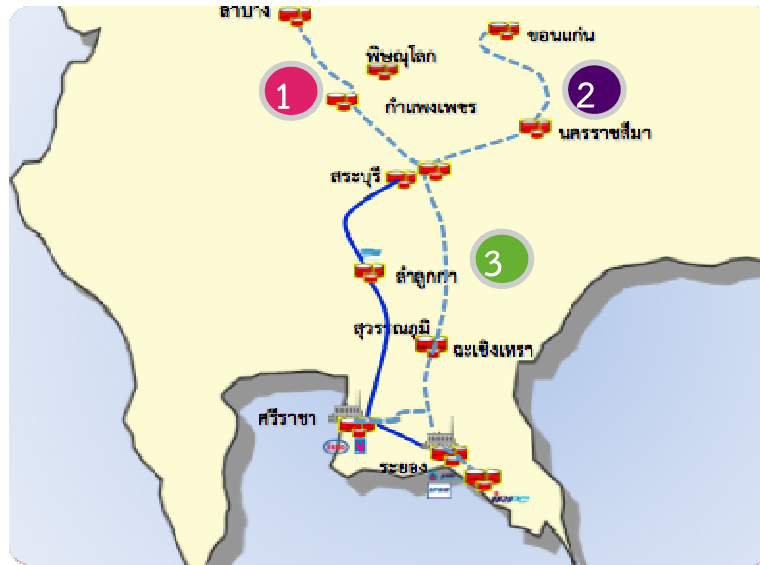 ลำปาง
ขอนแก่น
พิษณุโลก
1
2
กำแพงเพชร
นครราชสีมา
สระบุรี
3
ลำลูกกา
สุวรรณภูมิ
ฉะเชิงเทรา
ศรีราชา
ระยอง
IRPC